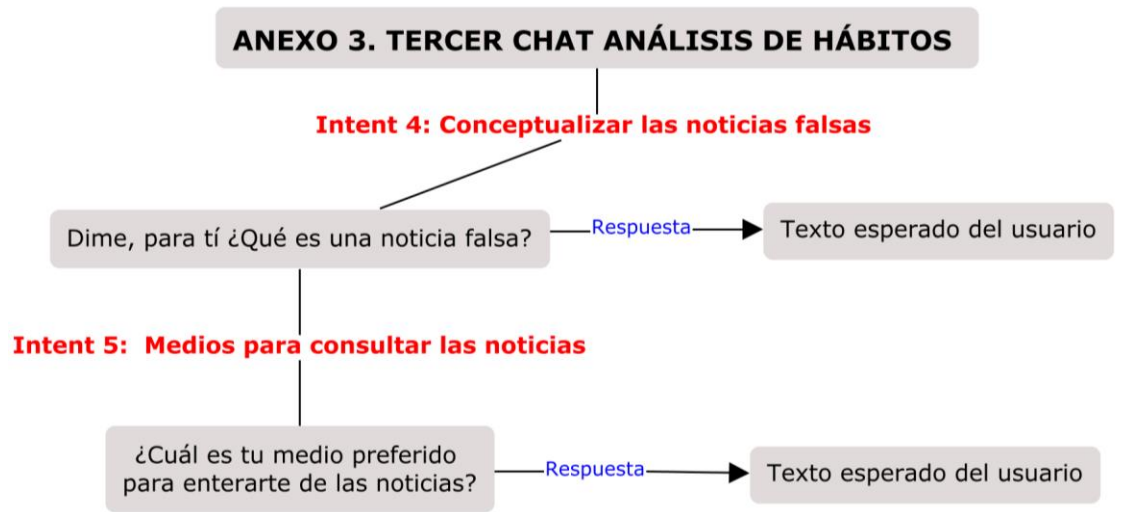 ANEXO 3. TERCER CHAT ANÁLISIS DE HÁBITOS
Intent 4: Conceptualizar las noticias falsas
Dime, para tí ¿Qué es una noticia falsa?
Respuesta
Texto esperado del usuario
Intent 5: Medios para consultar las noticias
¿Cuál es tu medio preferido
para enterarte de las noticias?
Respuesta
Texto esperado del usuario